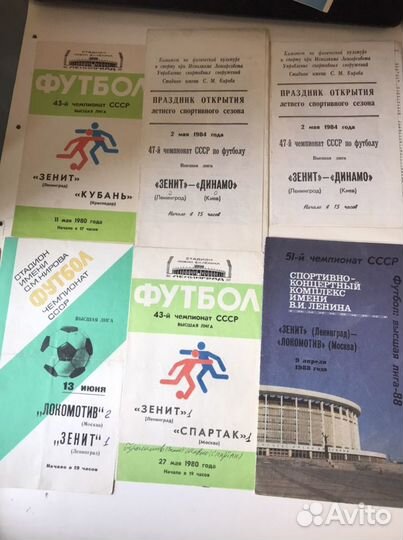 СТАДИОН
ФУТБОЛ
43-й чемпионат СССР
ВЫСШАЯ ЛИГА
"ЗЕНИТ"
(Ленинград)
"КУБАНЬ"
(Краснодар)
11 мая 1980 года
Начало в 17 часов
Комитет по физической культуре
и спорту при Исполкоме Ленгорсовета
Управление спортивных сооружений
Стадион имени С. М. Кирова
ПРАЗДНИК ОТКРЫТИЯ
летнего спортивного сезона
2 мая 1984 года
47-й чемпионат СССР по футболу
Высшая лига
«ЗЕНИТ»—«ДИНАМО»
(Ленинград) (Киев)
Начало в 15 часов
Комитет по физической культуре
и спорту при Исполкоме Ленгорсовета
Управление спортивных сооружений
Стадион имени С. М. Кирова
ПРАЗДНИК ОТКРЫТИЯ
летнего спортивного сезона
2 мая 1984 года
47-й чемпионат СССР по футболу
Высшая лига
«ЗЕНИТ»—«ДИНАМО»
(Ленинград) (Киев)
Начало в 15 часов
СТАДИОН
ИМЕНИ
С.М.КИРОВА
ФУТБОЛ
ЧЕМПИОНАТ
СССР
ВЫСШАЯ ЛИГА
13 июня
"ЛОКОМОТИВ" 2
(Москва)
"ЗЕНИТ" 1
(Ленинград)
Начало в 19 часов
ФУТБОЛ
43-й чемпионат СССР
ВЫСШАЯ ЛИГА
"ЗЕНИТ" 1
(Ленинград)
"СПАРТАК" 1
(Москва)
27 мая 1980 года
Начало в 19 часов
51-й чемпионат СССР
СПОРТИВНО-
КОНЦЕРТНЫЙ
КОМПЛЕКС
ИМЕНИ
В.И.ЛЕНИНА
"ЗЕНИТ" (Ленинград)—
"ЛОКОМОТИВ" (Москва)
9 апреля
1988 года
Футбол: высшая лига-88
Avito